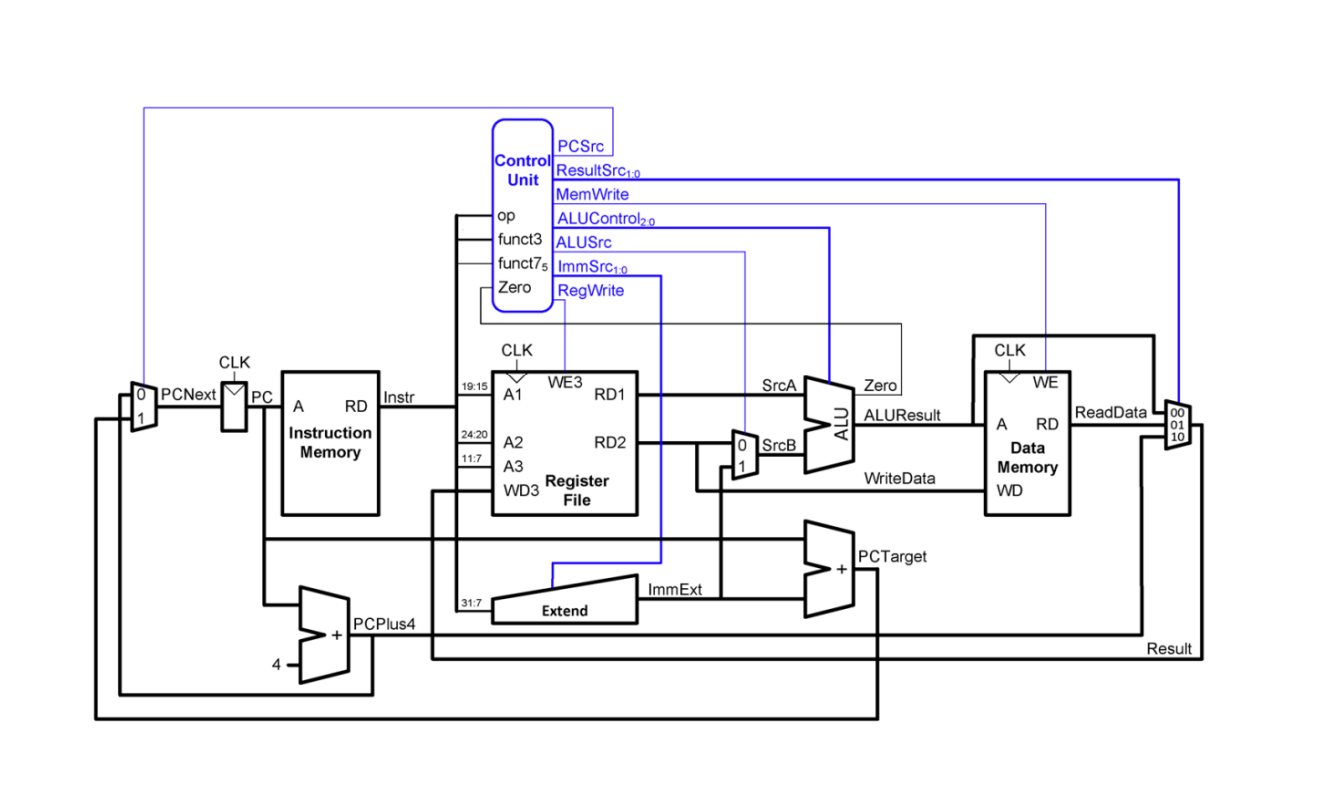 PCSrc
Control
Unit
ResultSrc1:0
MemWrite
op
ALUControl2:0
funct3
ALUSrc
funct75
ImmSrc1:0
Zero
RegWrite
CLK
CLK
CLK
0
1
PCNext
PC
A
RD
Instruction
Memory
Instr
19:15
A1
WE3
RD1
24:20
A2
RD2
11:7
A3
WD3
Register
File
SrcA
0
1
SrcB
ALU
Zero
ALUResult
WriteData
WE
A
RD
Data
Memory
WD
ReadData
00
01
10
+
PCTarget
31:7
Extend
ImmExt
4
+
PCPlus4
Result